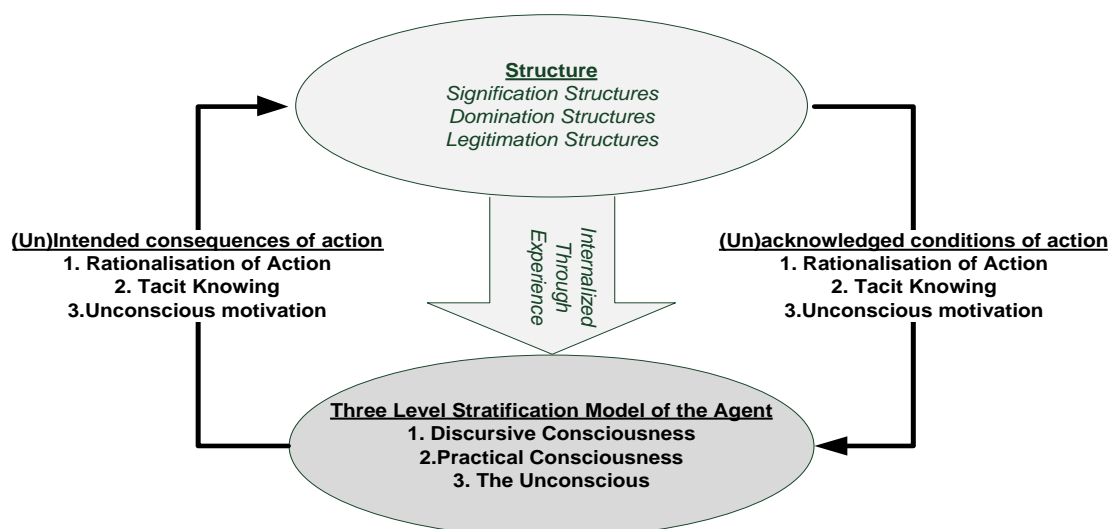 Structure
Signification Structures
Domination Structures
Legitimation Structures
(Un)Intended consequences of action
1. Rationalisation of Action
2. Tacit Knowing
3.Unconscious motivation
Internalized
Through
Experience
(Un)acknowledged conditions of action
1. Rationalisation of Action
2. Tacit Knowing
3.Unconscious motivation
Three Level Stratification Model of the Agent
1. Discursive Consciousness
2.Practical Consciousness
3. The Unconscious